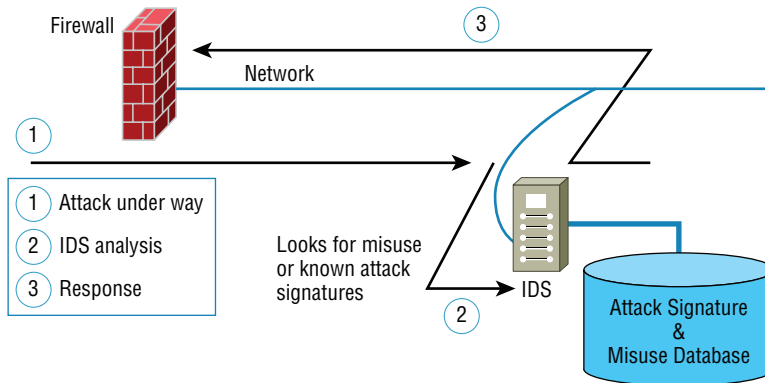 Firewall
3
Network
1
1 Attack under way
2 IDS analysis
3 Response
Looks for misuse
or known attack
signatures
2
IDS
Attack Signature
&
Misuse Database